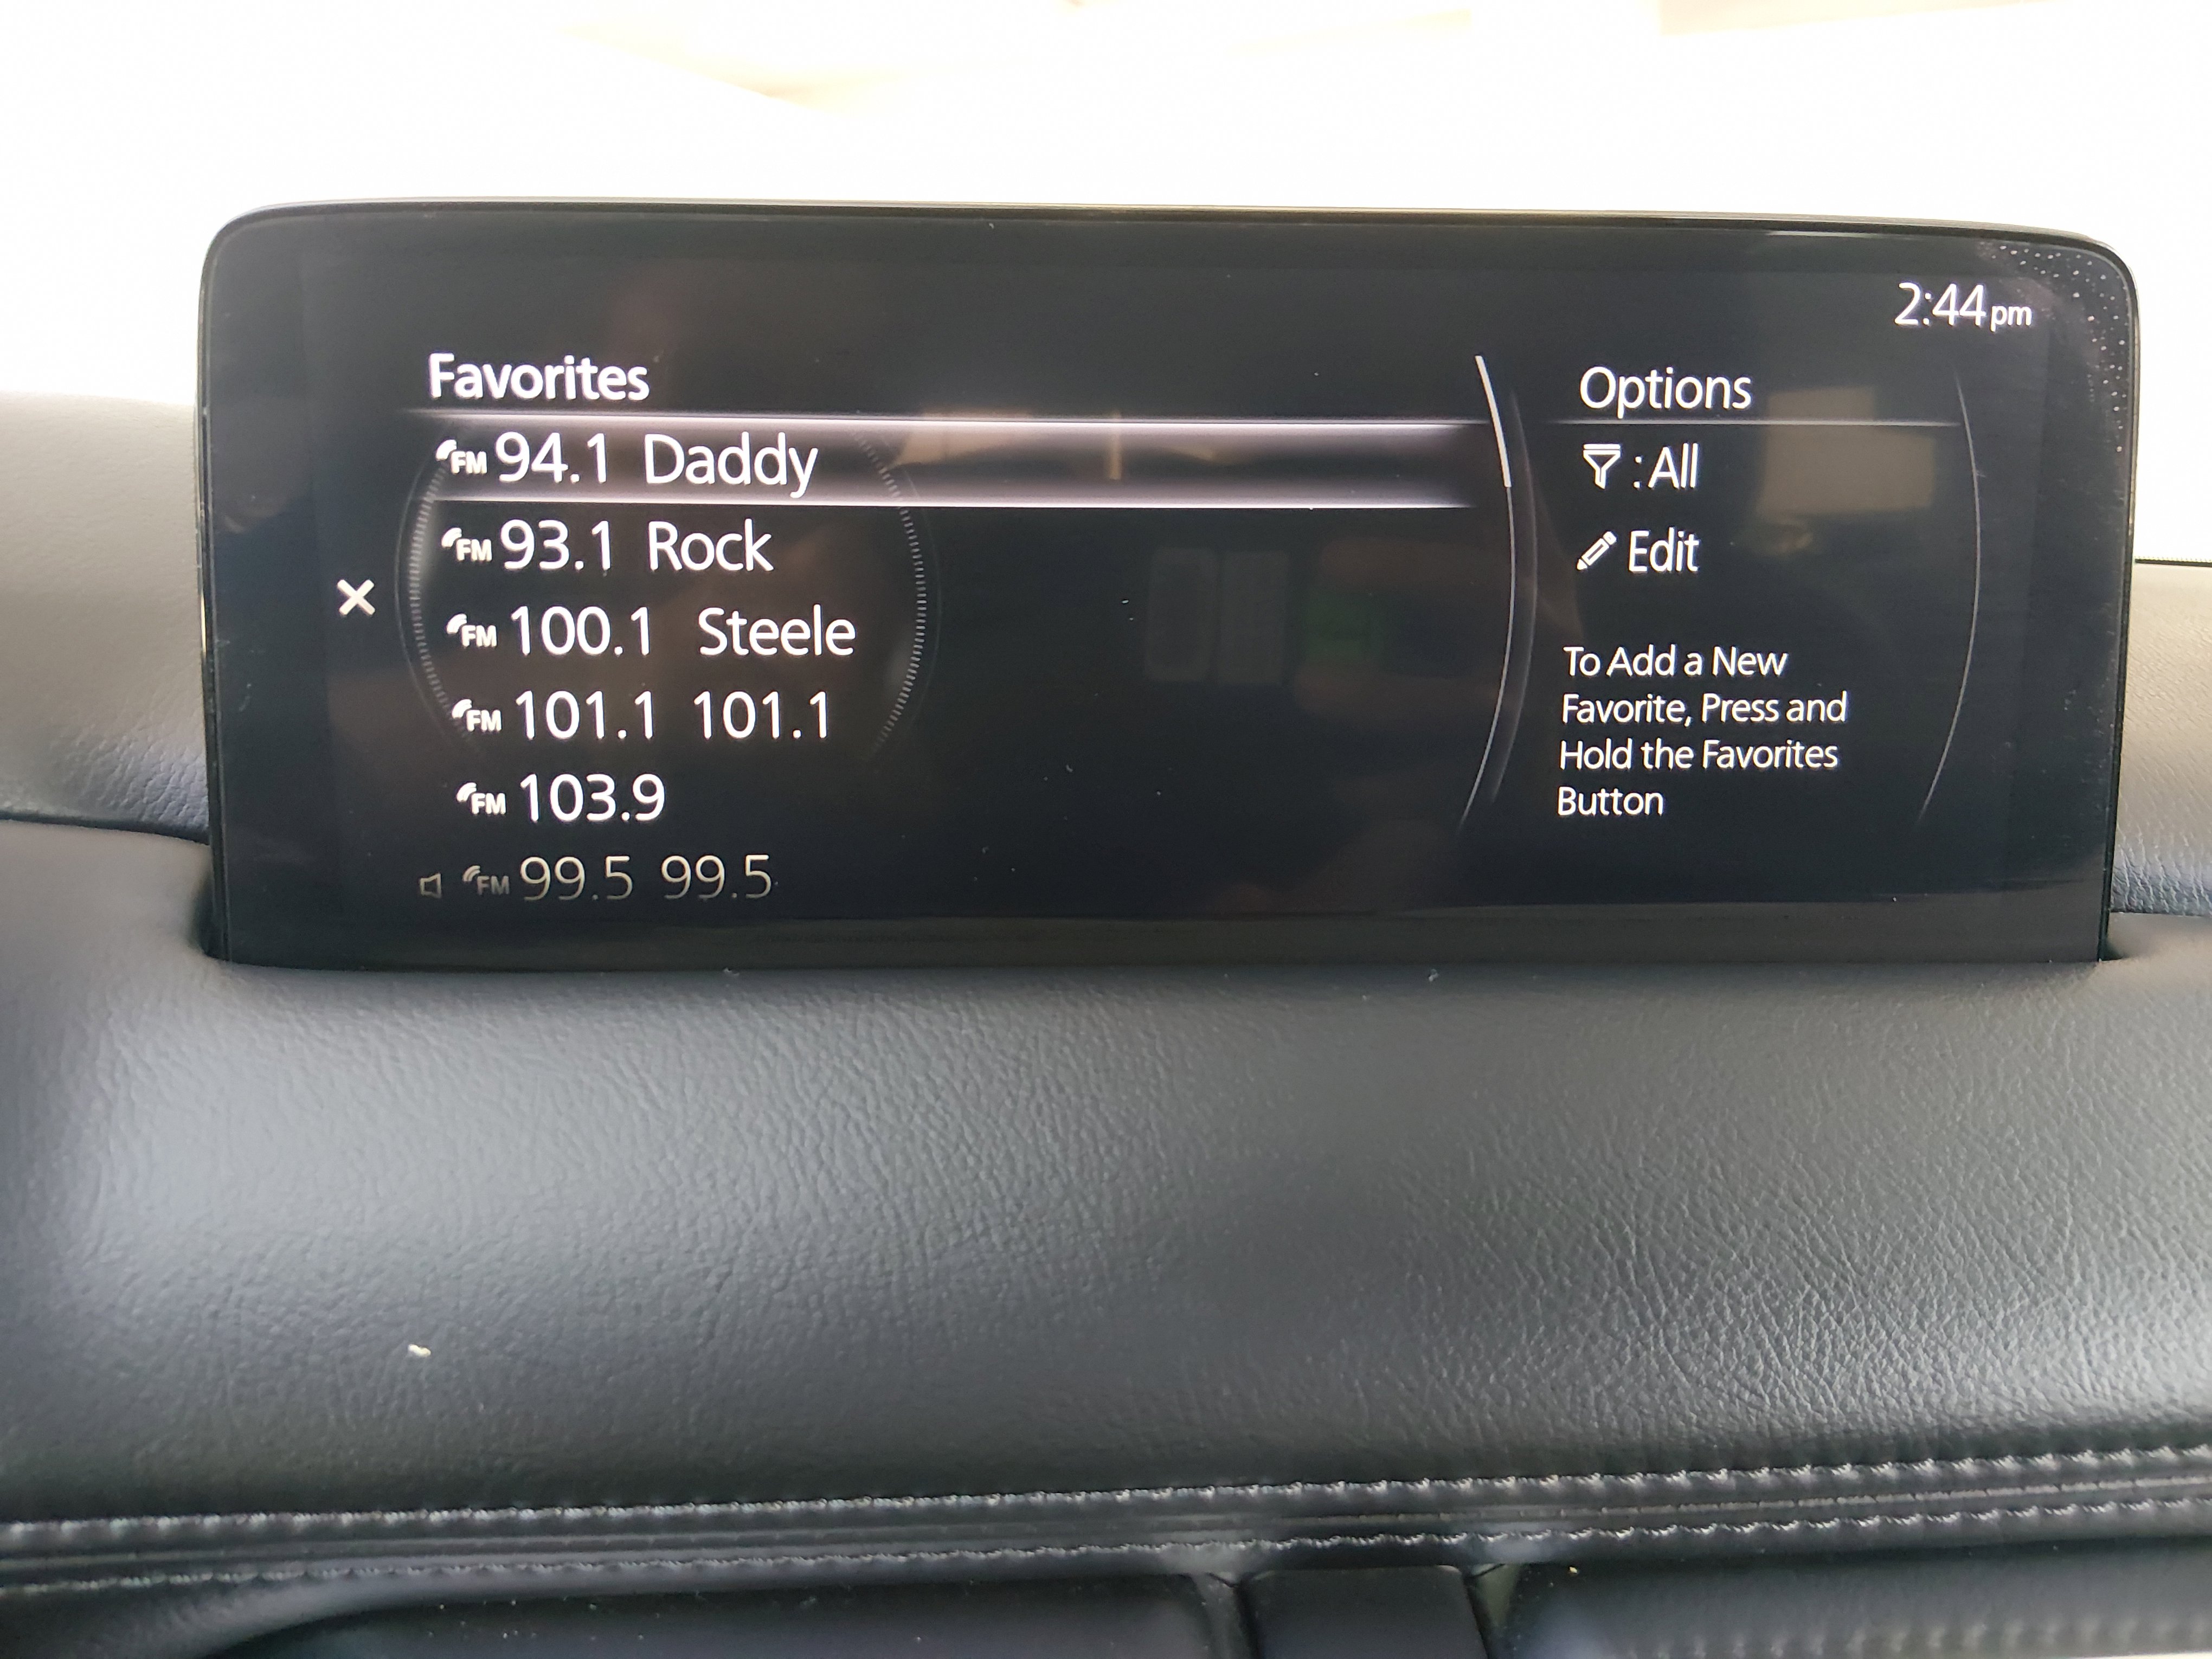 2:44pm
Favorites
FM 94.1 Daddy
FM 93.1 Rock
FM 100.1 Steele
FM 101.1 101.1
FM 103.9
FM 99.5 99.5
Options
: All
Edit
To Add a New
Favorite, Press and
Hold the Favorites
Button